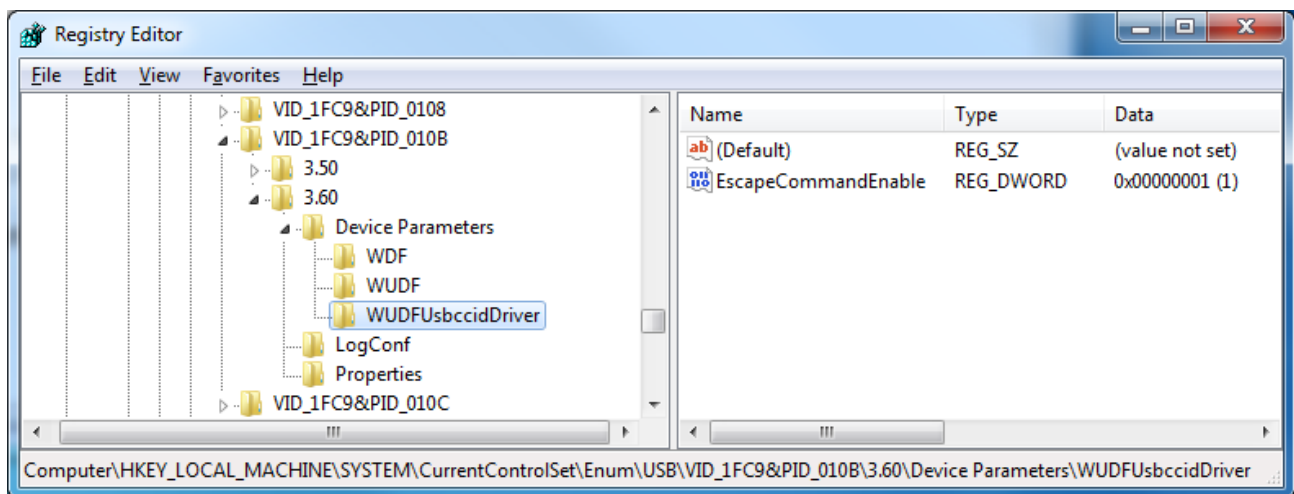 Registry Editor
File Edit View Favorites Help
VID_1FC9&PID_0108
VID_1FC9&PID_010B
3.50
3.60
Device Parameters
WDF
WUDF
WUDFUsbccidDriver
LogConf
Properties
VID_1FC9&PID_010C
Name Type Data
(Default) REG_SZ (value not set)
EscapeCommandEnable REG_DWORD 0x00000001 (1)
Computer\HKEY_LOCAL_MACHINE\SYSTEM\CurrentControlSet\Enum\USB\VID_1FC9&PID_010B\3.60\Device Parameters\WUDFUsbccidDriver